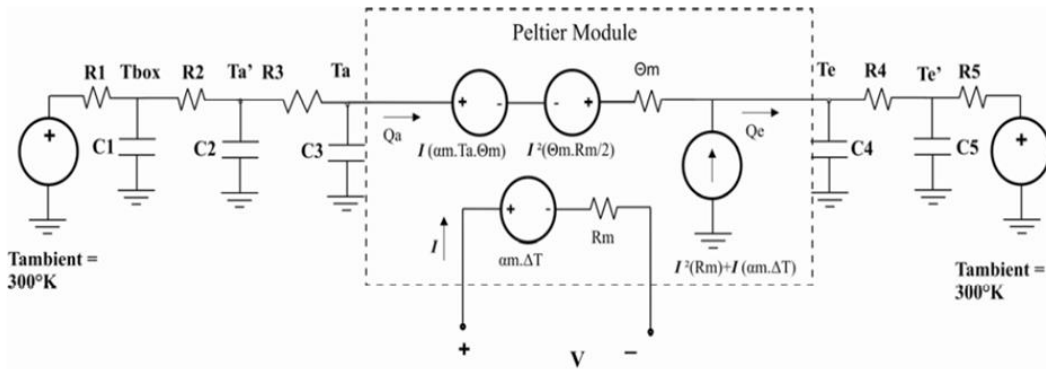 Peltier Module
R1 Tbox R2 Ta' R3 Ta
Θm
Te R4 Te' R5
+
+ -
- +
C1 C2 C3
Qa
Qe
C4 C5
+
I (αm.Ta.Θm) I ²(Θm.Rm/2)
+ -
I
αm.ΔT
Rm
I ²(Rm)+I (αm.ΔT)
Tambient =
300°K
Tambient =
300°K
+ V –